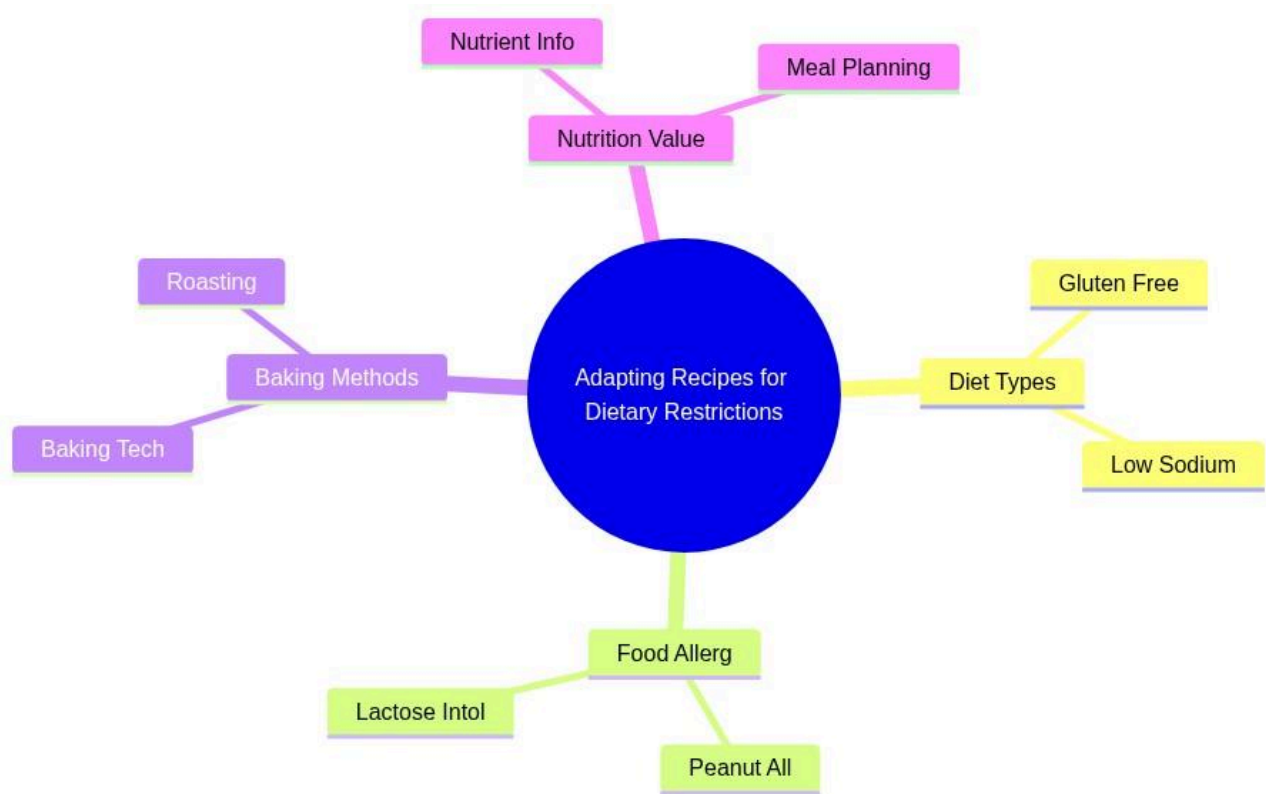 Nutrient Info
Meal Planning
Nutrition Value
Roasting
Gluten Free
Baking Methods
Adapting Recipes for
Dietary Restrictions
Diet Types
Baking Tech
Low Sodium
Food Allerg
Lactose Intol
Peanut All